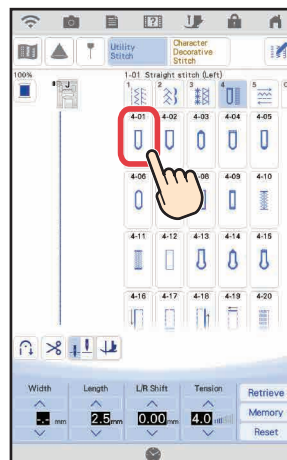 Utility Stitch
Character Decorative Stitch
100%
J
1-01 Straight stitch (Left)
1 2 3 4 5
4-01 4-02 4-03 4-04 4-05
4-06 -08 4-09 4-10
4-11 4-12 4-13 4-14 4-15
4-16 4-17 4-18 4-19 4-20
Width Length L/R Shift Tension
Retrieve
-.- mm 2.5 mm 0.00 mm 4.0
Memory
Reset